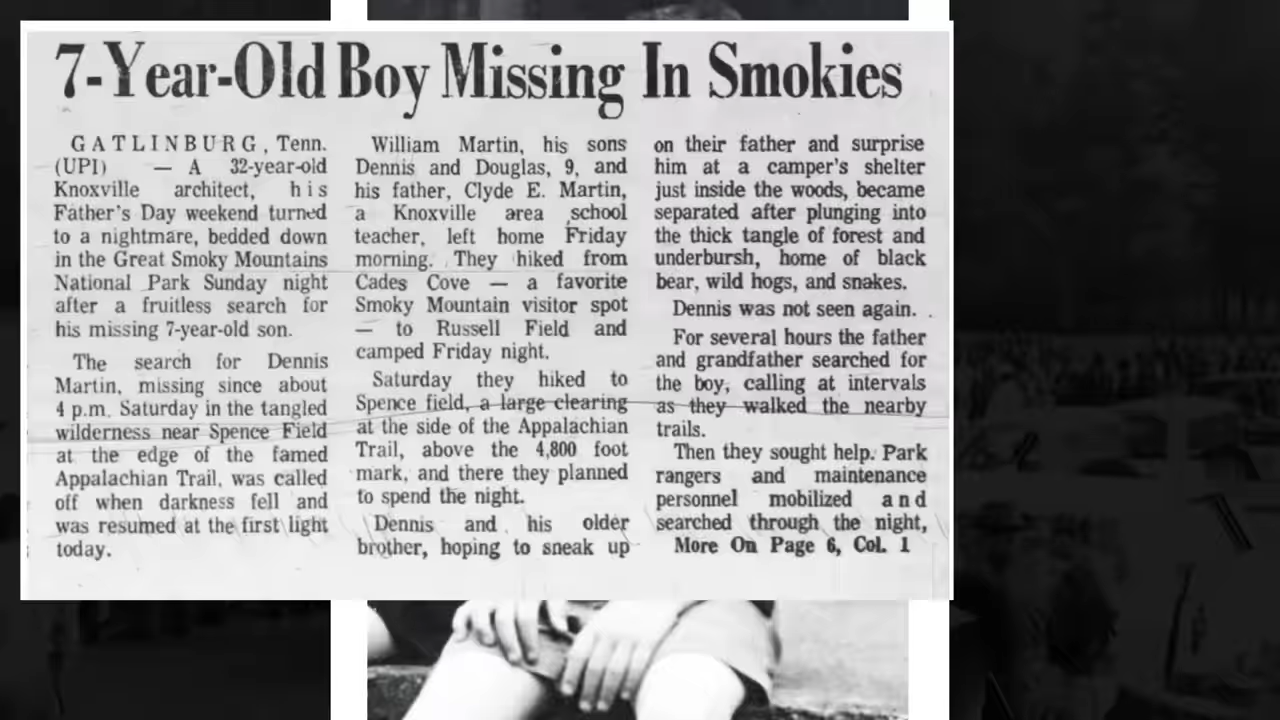 7-Year-Old Boy Missing In Smokies
GATLINBURG, Tenn.
(UPI) — A 32-year-old
Knoxville architect, his
Father's Day weekend turned
to a nightmare, bedded down
in the Great Smoky Mountains
National Park Sunday night
after a fruitless search for
his missing 7-year-old son.
The search for Dennis
Martin, missing since about
4 p.m. Saturday in the tangled
wilderness near Spence Field
at the edge of the famed
Appalachian Trail, was called
off when darkness fell and
was resumed at the first light
today.
William Martin, his sons
Dennis and Douglas, 9, and
his father, Clyde E. Martin,
a Knoxville area school
teacher, left home Friday
morning. They hiked from
Cades Cove — a favorite
Smoky Mountain visitor spot
— to Russell Field and
camped Friday night.
Saturday they hiked to
Spence field, a large clearing
at the side of the Appalachian
Trail, above the 4,800 foot
mark, and there they planned
to spend the night.
Dennis and his older
brother, hoping to sneak up
on their father and surprise
him at a camper's shelter
just inside the woods, became
separated after plunging into
the thick tangle of forest and
underbursh, home of black
bear, wild hogs, and snakes.
Dennis was not seen again.
For several hours the father
and grandfather searched for
the boy, calling at intervals
as they walked the nearby
trails.
Then they sought help. Park
rangers and maintenance
personnel mobilized and
searched through the night,
More On Page 6, Col. 1